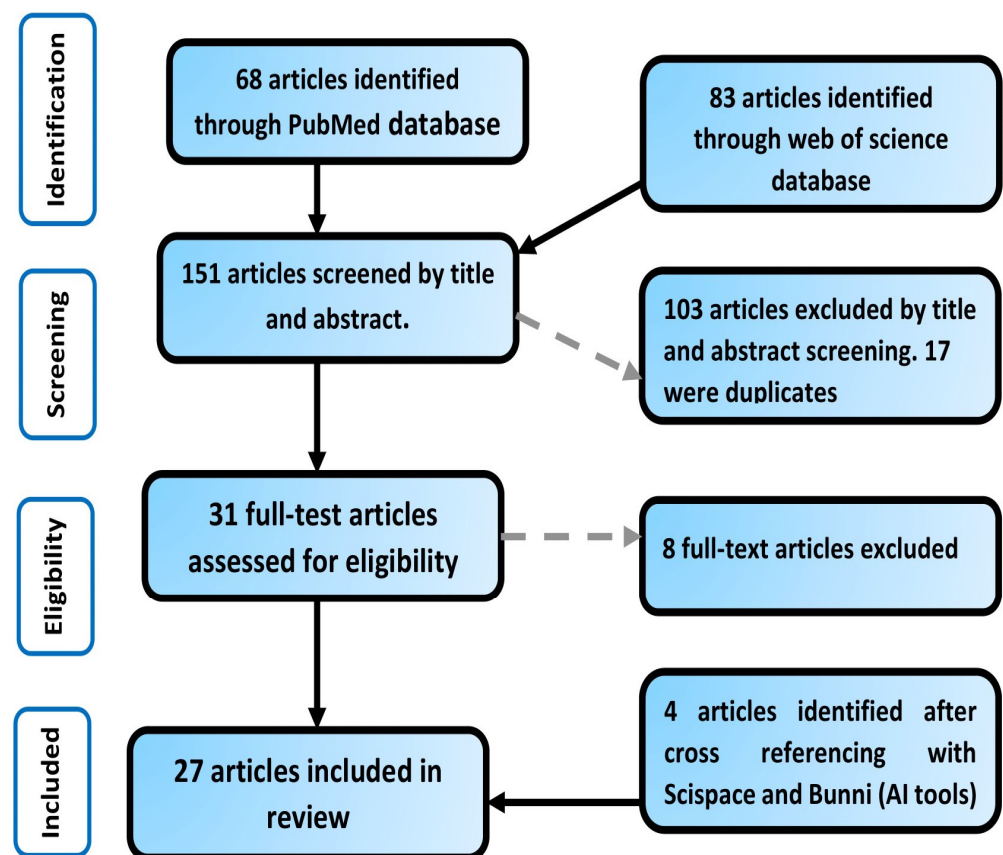 Identification
68 articles identified
through PubMed database
83 articles identified
through web of science
database
Screening
151 articles screened by title
and abstract.
103 articles excluded by title
and abstract screening. 17
were duplicates
Eligibility
31 full-test articles
assessed for eligibility
8 full-text articles excluded
Included
27 articles included in
review
4 articles identified after
cross referencing with
Scispace and Bunni (AI tools)